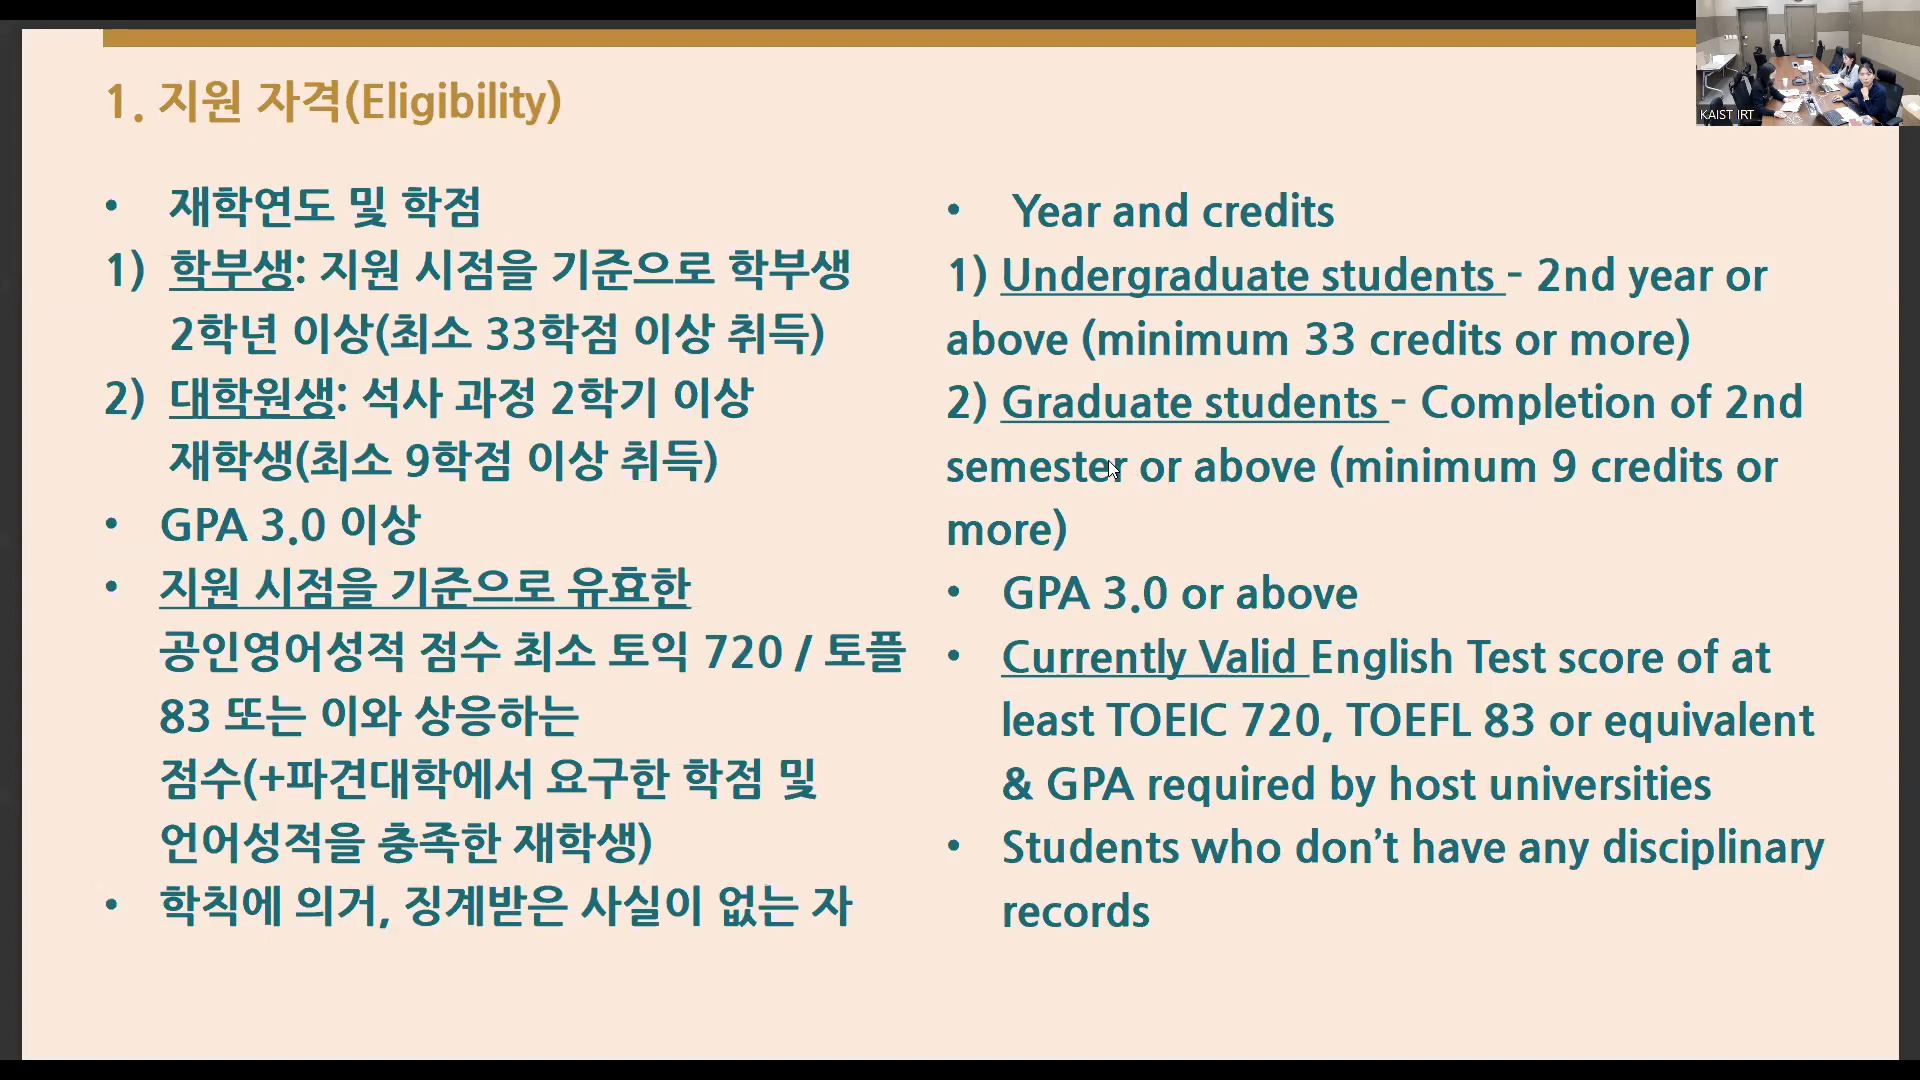 1. 지원 자격(Eligibility)
• 재학연도 및 학점
1) 학부생: 지원 시점을 기준으로 학부생
2학년 이상(최소 33학점 이상 취득)
2) 대학원생: 석사 과정 2학기 이상
재학생(최소 9학점 이상 취득)
• GPA 3.0 이상
• 지원 시점을 기준으로 유효한
공인영어성적 점수 최소 토익 720 / 토플
83 또는 이와 상응하는
점수(+파견대학에서 요구한 학점 및
언어성적을 충족한 재학생)
• 학칙에 의거, 징계받은 사실이 없는 자
• Year and credits
1) Undergraduate students - 2nd year or
above (minimum 33 credits or more)
2) Graduate students - Completion of 2nd
semester or above (minimum 9 credits or
more)
• GPA 3.0 or above
• Currently Valid English Test score of at
least TOEIC 720, TOEFL 83 or equivalent
& GPA required by host universities
• Students who don’t have any disciplinary
records
KAIST IRT